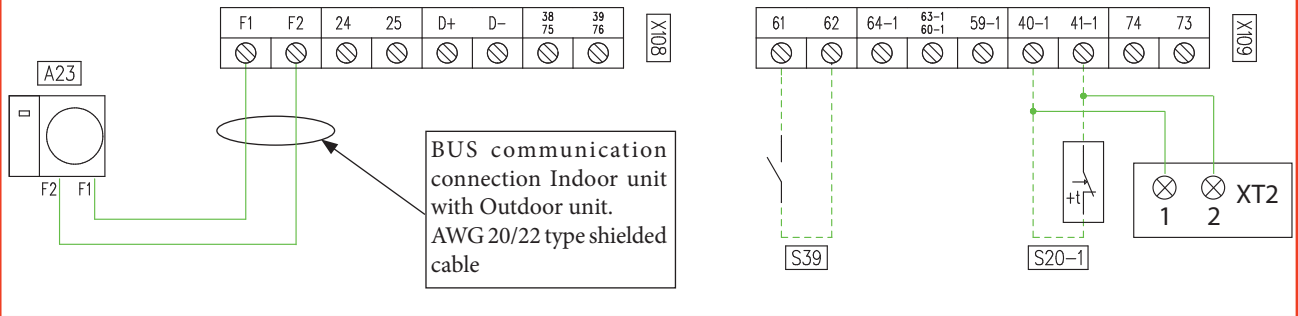 F1 F2 24 25 D+ D- 38 75 39 76 X108
A23
F2 F1
BUS communication
connection Indoor unit
with Outdoor unit.
AWG 20/22 type shielded
cable
61 62 64-1 63-1 60-1 59-1 40-1 41-1 74 73 X109
+t
1 2 XT2
S39 S20-1